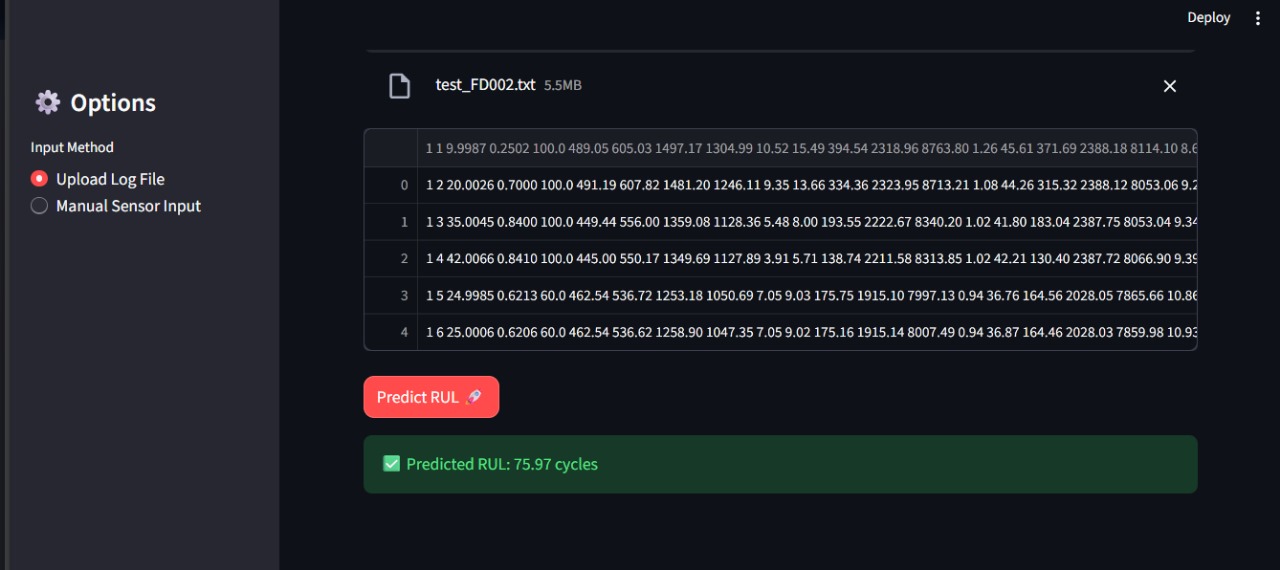 Deploy
Options
Input Method
Upload Log File
Manual Sensor Input
test_FD002.txt 5.5MB
1 1 9.9987 0.2502 100.0 489.05 605.03 1497.17 1304.99 10.52 15.49 394.54 2318.96 8763.80 1.26 45.61 371.69 2388.18 8114.10 8.6
0 1 2 20.0026 0.7000 100.0 491.19 607.82 1481.20 1246.11 9.35 13.66 334.36 2323.95 8713.21 1.08 44.26 315.32 2388.12 8053.06 9.2
1 1 3 35.0045 0.8400 100.0 449.44 556.00 1359.08 1128.36 5.48 8.00 193.55 2222.67 8340.20 1.02 41.80 183.04 2387.75 8053.04 9.34
2 1 4 42.0066 0.8410 100.0 445.00 550.17 1349.69 1127.89 3.91 5.71 138.74 2211.58 8313.85 1.02 42.21 130.40 2387.72 8066.90 9.39
3 1 5 24.9985 0.6213 60.0 462.54 536.72 1253.18 1050.69 7.05 9.03 175.75 1915.10 7997.13 0.94 36.76 164.56 2028.05 7865.66 10.86
4 1 6 25.0006 0.6206 60.0 462.54 536.62 1258.90 1047.35 7.05 9.02 175.16 1915.14 8007.49 0.94 36.87 164.46 2028.03 7859.98 10.93
Predict RUL 🚀
✅ Predicted RUL: 75.97 cycles